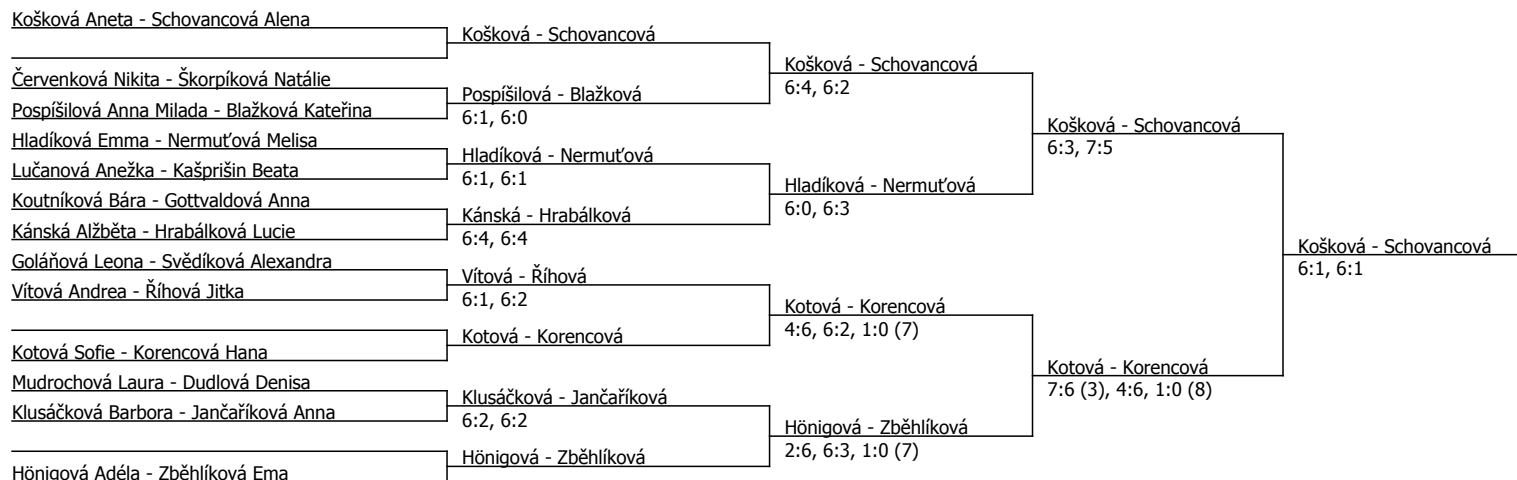 Košková Aneta - Schovancová Alena
Červenková Nikita - Škorpíková Natálie
Pospíšilová Anna Milada - Blažková Kateřina
Hladíková Emma - Nermuťová Melisa
Lučanová Anežka - Kašprišin Beata
Koutníková Bára - Gottvaldová Anna
Kánská Alžběta - Hrabálková Lucie
Goláňová Leona - Svědíková Alexandra
Vítová Andrea - Říhová Jitka
Kotová Sofie - Korencová Hana
Mudrochová Laura - Dudlová Denisa
Klusáčková Barbora - Jančaříková Anna
Hönigová Adéla - Zběhlíková Ema
Košková - Schovancová
Pospíšilová - Blažková
6:1, 6:0
Hladíková - Nermuťová
6:1, 6:1
Kánská - Hrabálková
6:4, 6:4
Vítová - Říhová
6:1, 6:2
Kotová - Korencová
Klusáčková - Jančaříková
6:2, 6:2
Hönigová - Zběhlíková
Košková - Schovancová
6:4, 6:2
Hladíková - Nermuťová
6:0, 6:3
Kotová - Korencová
4:6, 6:2, 1:0 (7)
Hönigová - Zběhlíková
2:6, 6:3, 1:0 (7)
Košková - Schovancová
6:3, 7:5
Kotová - Korencová
7:6 (3), 4:6, 1:0 (8)
Košková - Schovancová
6:1, 6:1